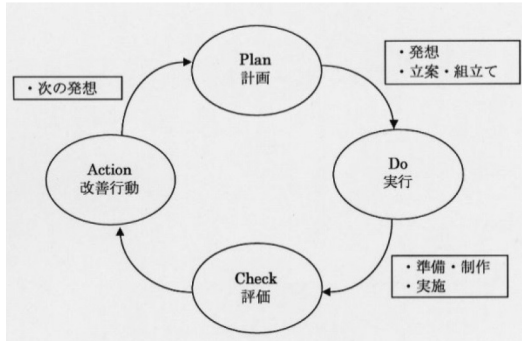 Plan
計画
・発想
・立案・組立て
・次の発想
Do
実行
Action
改善行動
・準備・制作
・実施
Check
評価